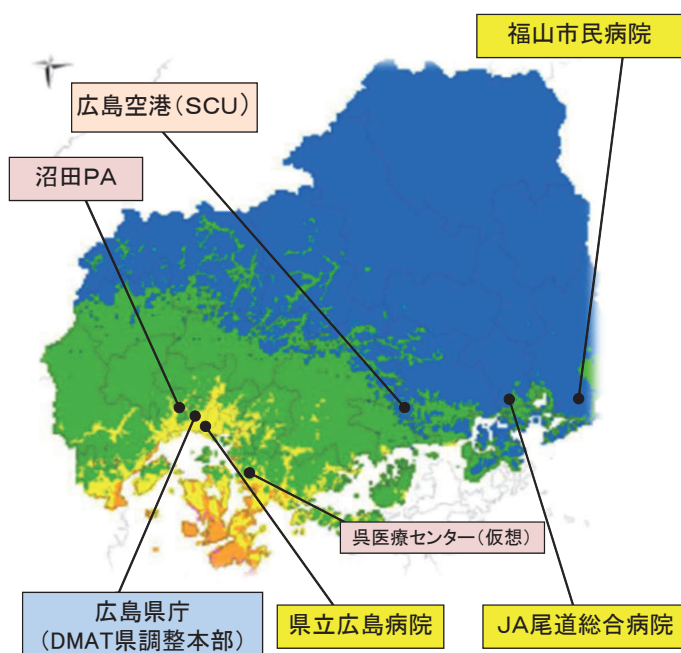 福山市民病院
広島空港（SCU）
沼田PA
呉医療センター（仮想）
広島県庁
（DMAT県調整本部）
県立広島病院
JA尾道総合病院